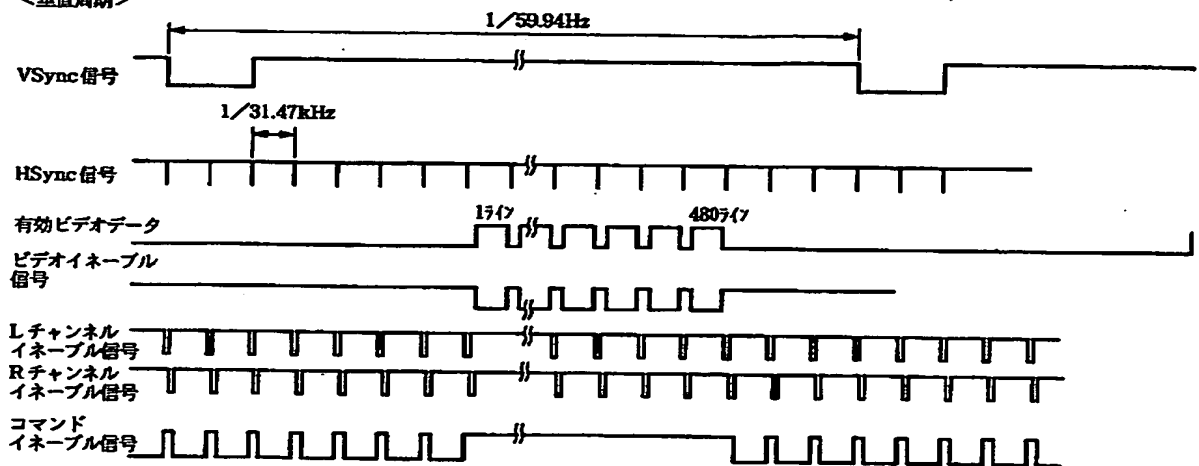 <垂直周期>
1/59.94Hz
VSync信号
1/31.47kHz
HSync信号
1ライン
480ライン
有効ビデオデータ
ビデオイネーブル
信号
Lチャンネル
イネーブル信号
Rチャンネル
イネーブル信号
コマンド
イネーブル信号